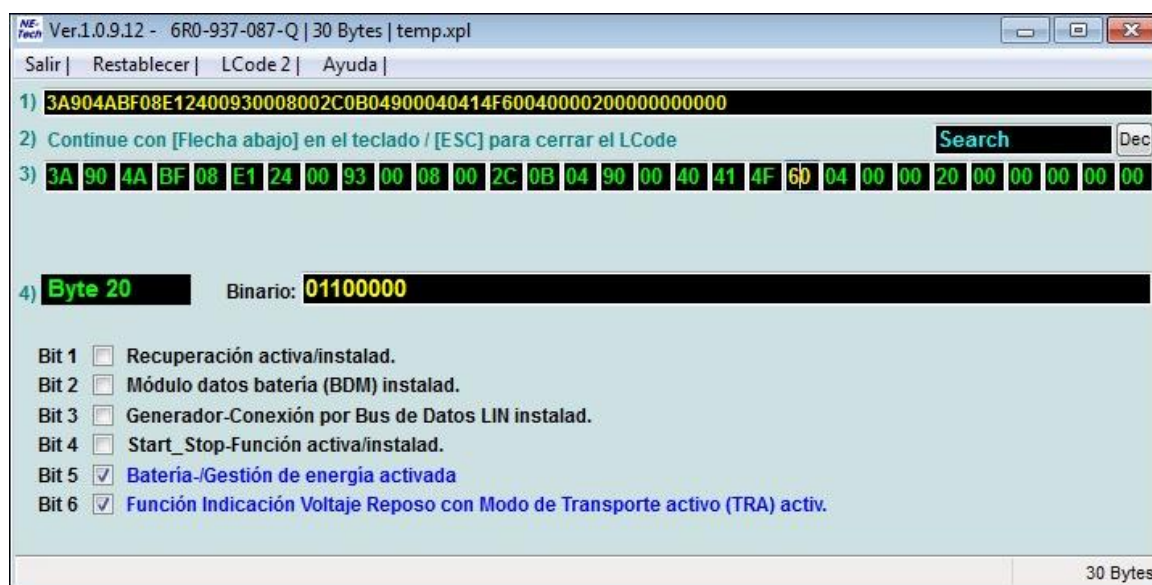 NE-Tech Ver.1.0.9.12 - 6R0-937-087-Q | 30 Bytes | temp.xpl
Salir | Restablecer | LCode 2 | Ayuda |
1) 3A904ABF08E12400930008002C0B04900040414F60040000200000000000
2) Continue con [Flecha abajo] en el teclado / [ESC] para cerrar el LCode Search Dec
3) 3A 90 4A BF 08 E1 24 00 93 00 08 00 2C 0B 04 90 00 40 41 4F 60 04 00 00 20 00 00 00 00 00
4) Byte 20 Binario: 01100000
Bit 1 Recuperación activa/instalad.
Bit 2 Módulo datos batería (BDM) instalad.
Bit 3 Generador-Conexión por Bus de Datos LIN instalad.
Bit 4 Start_Stop-Función activa/instalad.
Bit 5 Batería-/Gestión de energía activada
Bit 6 Función Indicación Voltaje Reposo con Modo de Transporte activo (TRA) activ.
30 Bytes